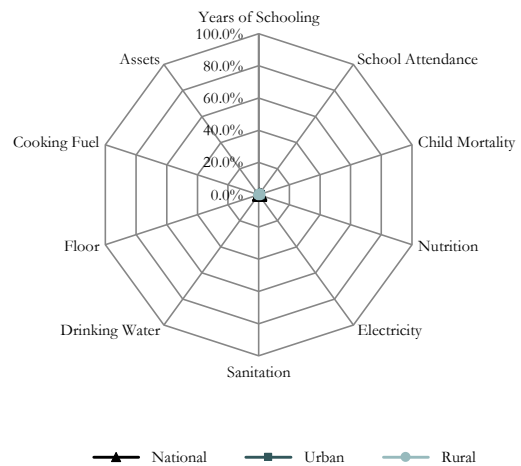 Years of Schooling
100.0%
Assets
School Attendance
80.0%
60.0%
Cooking Fuel
40.0%
Child Mortality
20.0%
0.0%
Floor
Nutrition
Drinking Water
Electricity
Sanitation
National
Urban
Rural